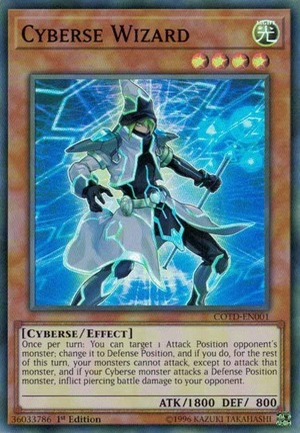 CYBERSE WIZARD
LIGHT
光
COTD-EN001
[CYBERSE/EFFECT]
Once per turn: You can target 1 Attack Position opponent's
monster; change it to Defense Position, and if you do, for the rest
of this turn, your monsters cannot attack, except to attack that
monster, and if your Cyberse monster attacks a Defense Position
monster, inflict piercing battle damage to your opponent.
ATK/1800 DEF/ 800
36033786 1st Edition ©1996 KAZUKI TAKAHASHI